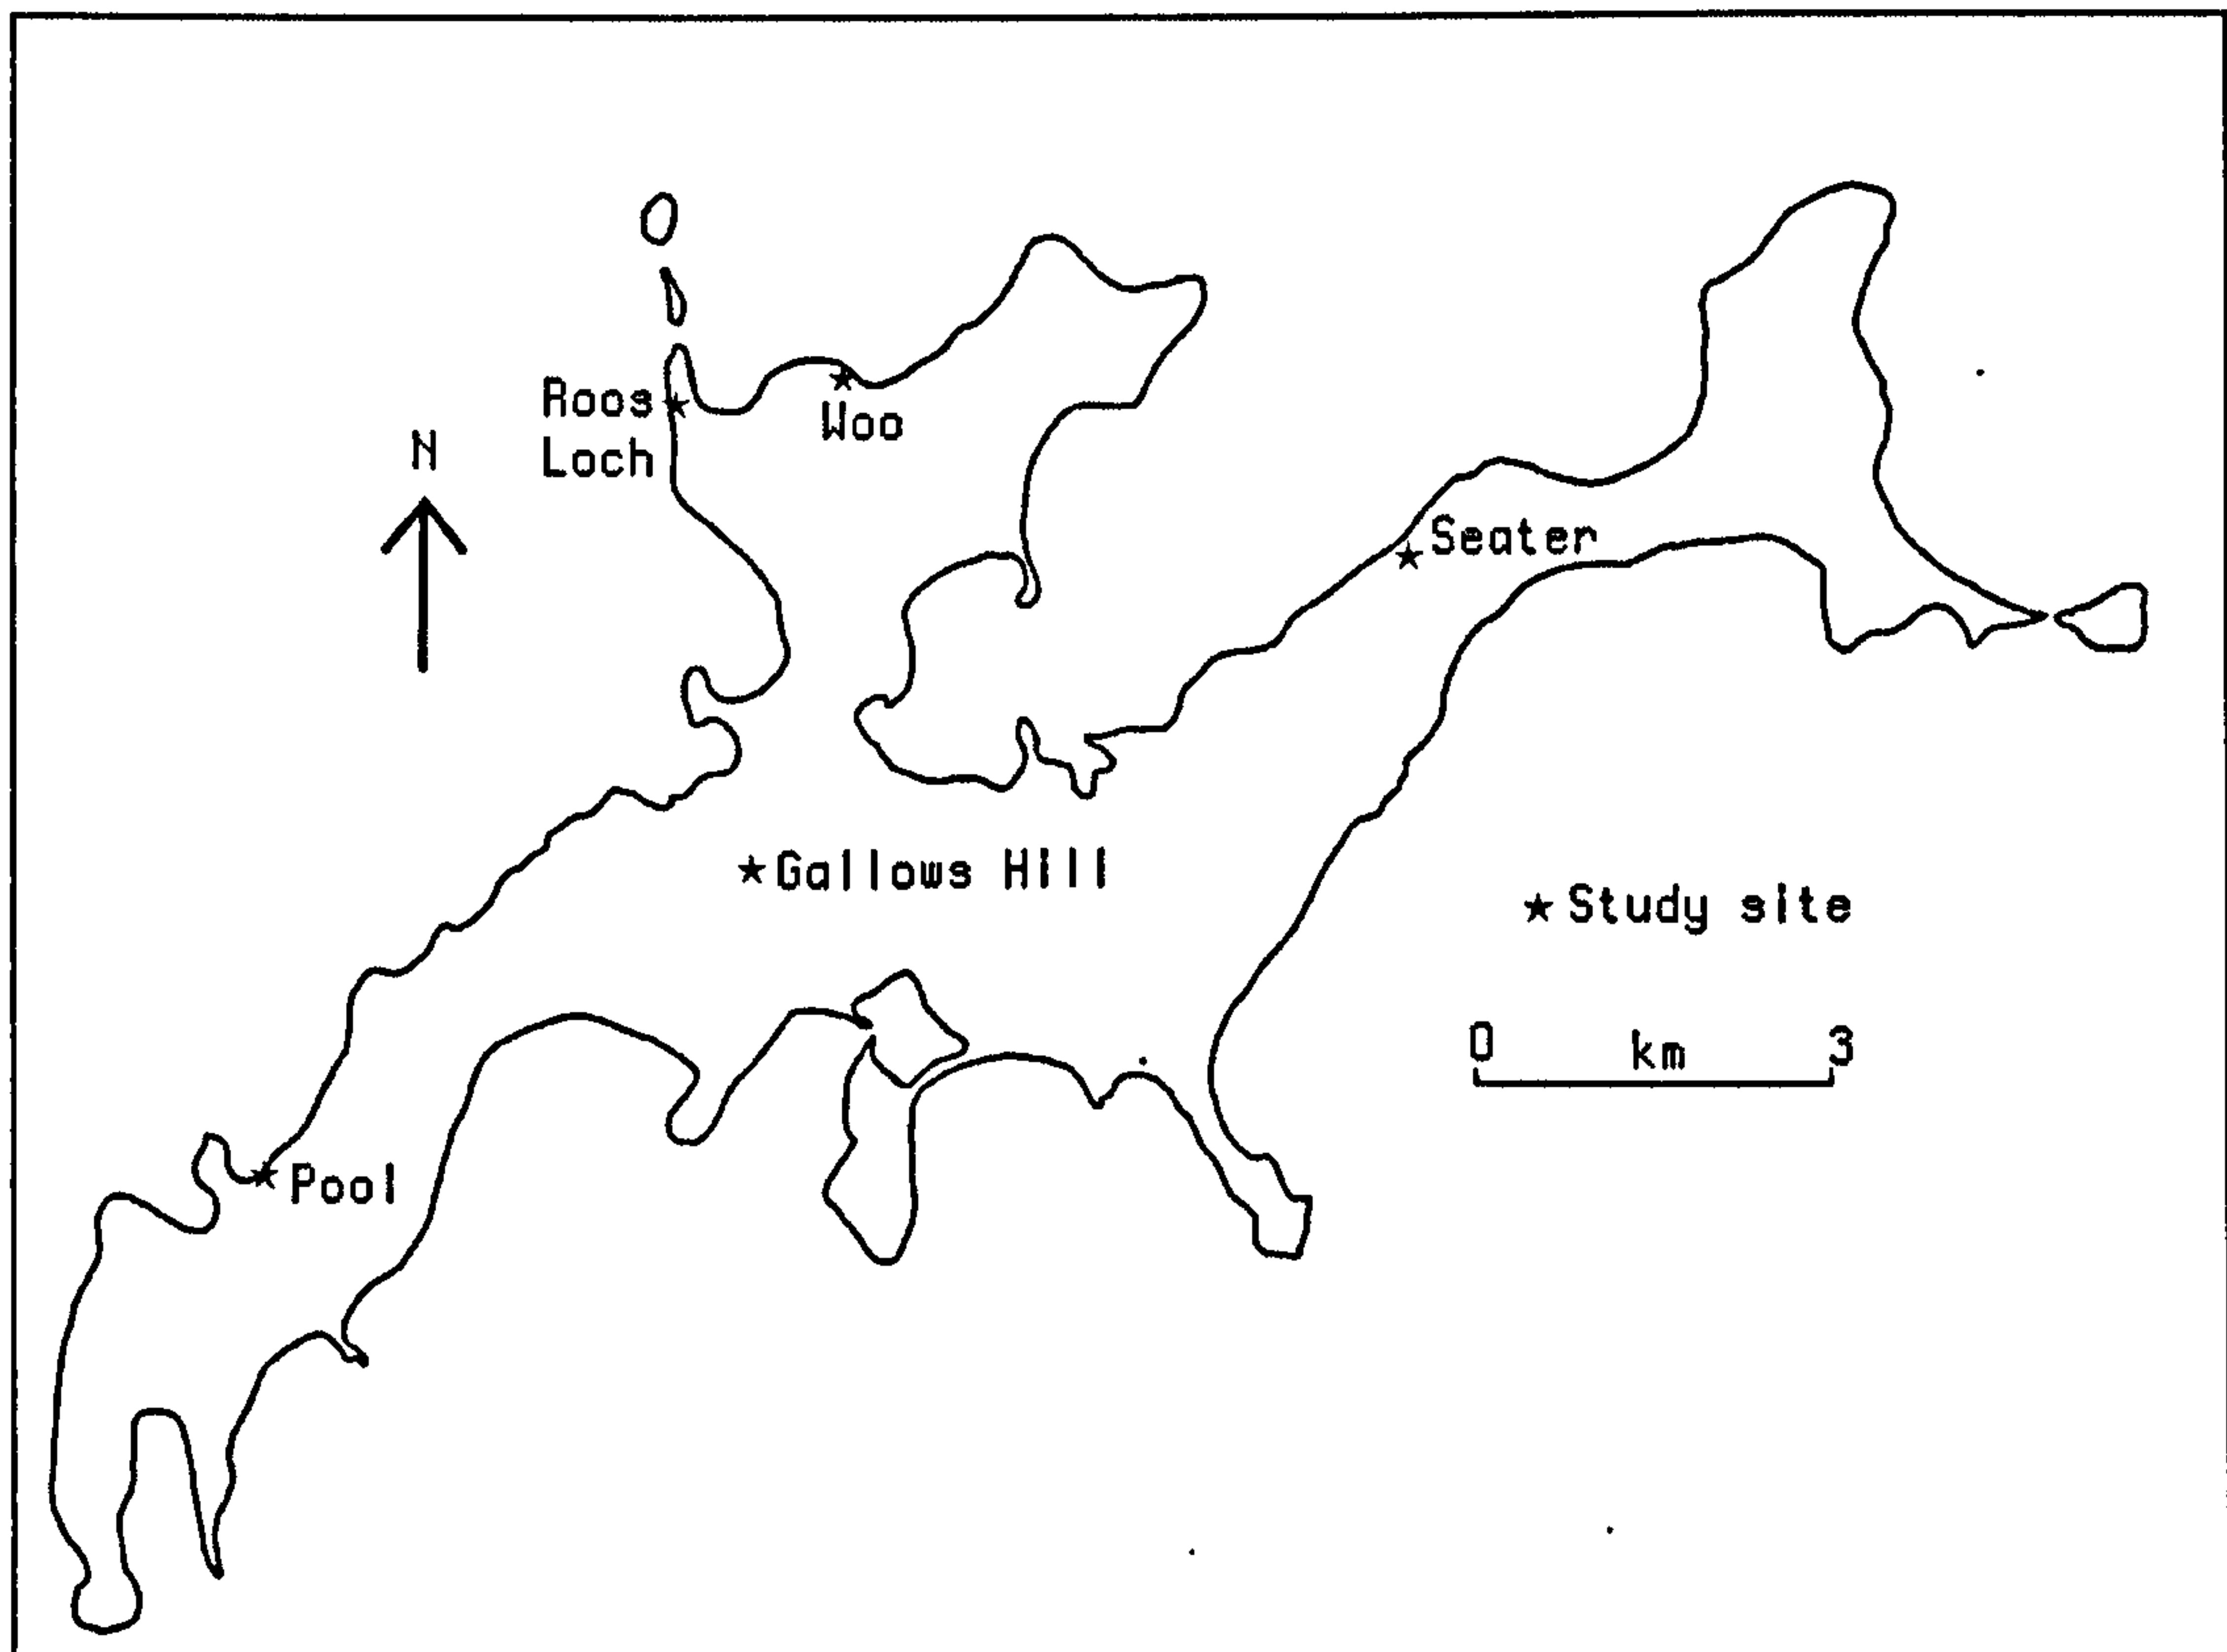 Roos
Loch
Woo
N
Seater
Gallows Hill
Study site
0 km 3
Pool